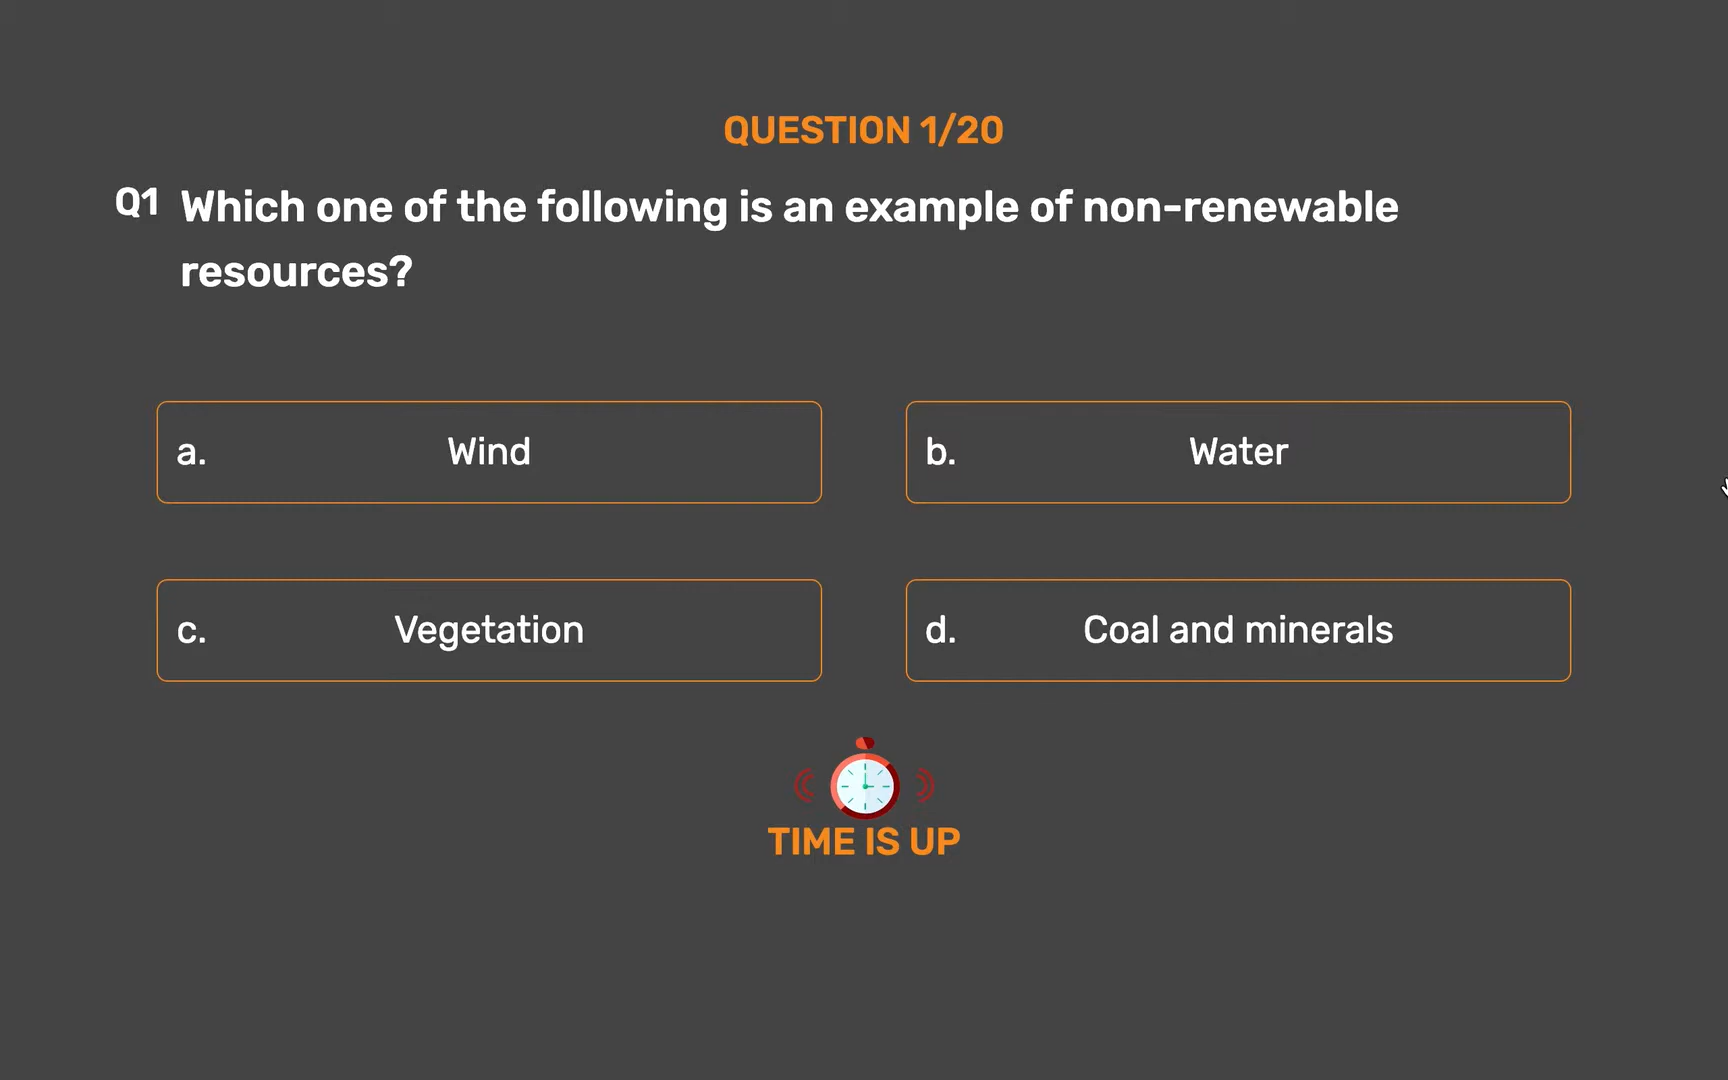 QUESTION 1/20
Q1 Which one of the following is an example of non-renewable
resources?
a. Wind
b. Water
c. Vegetation
d. Coal and minerals
TIME IS UP